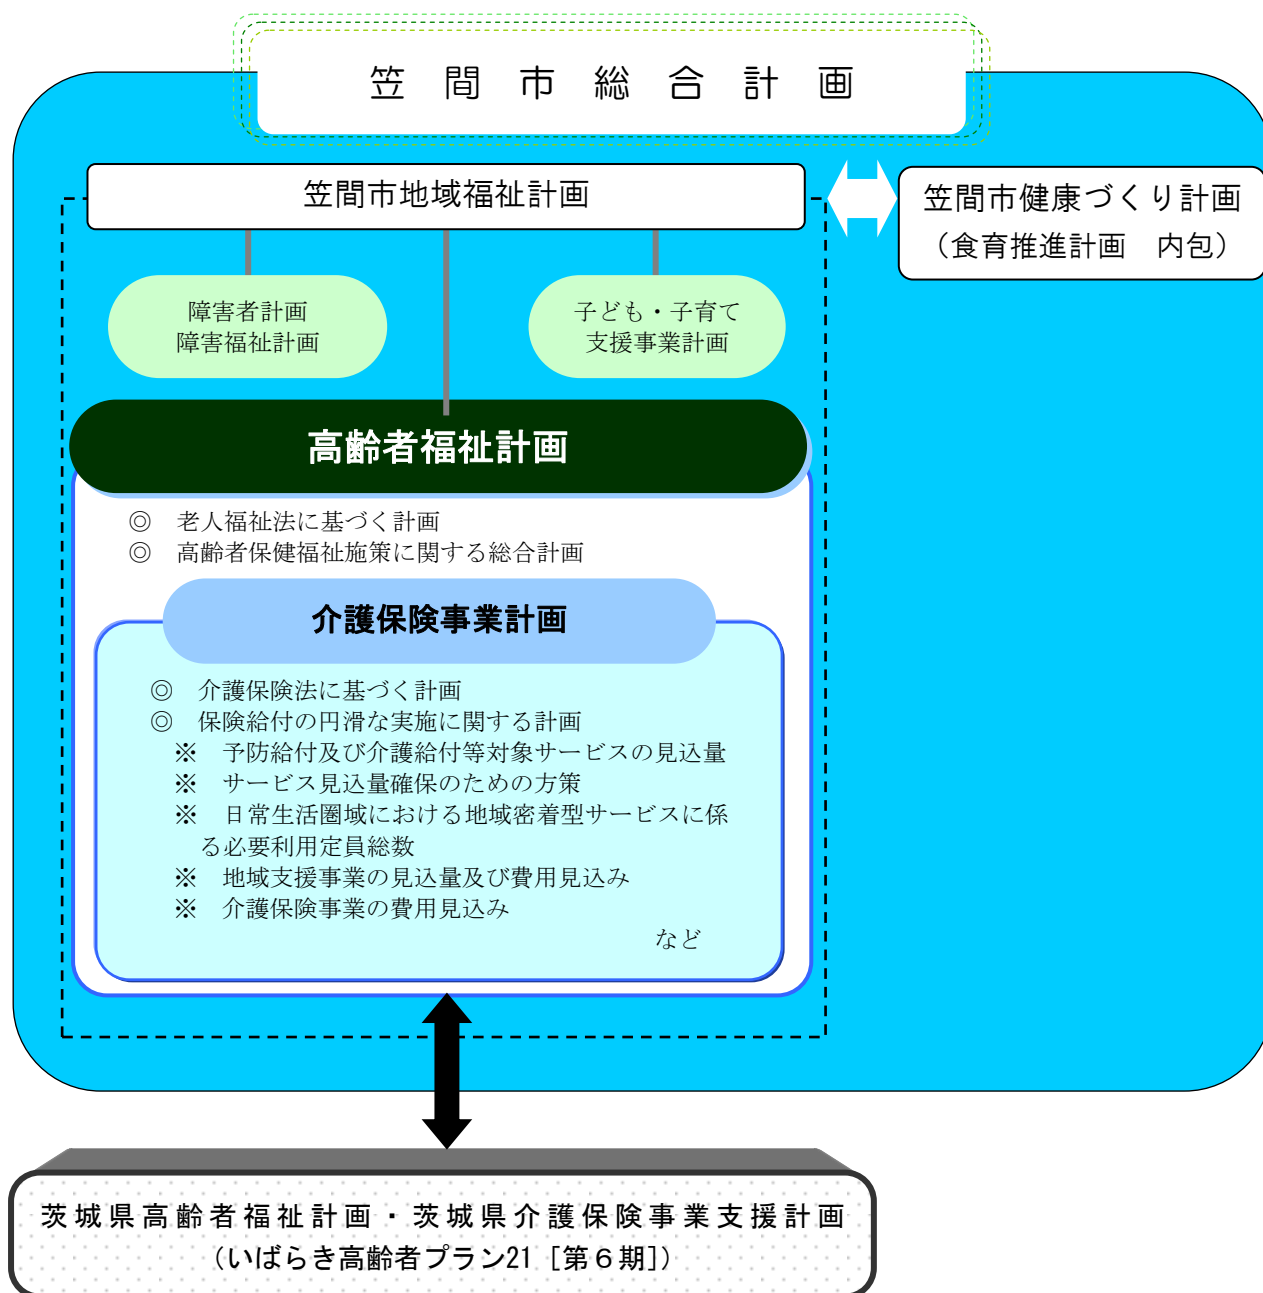 笠間市総合計画
笠間市地域福祉計画
笠間市健康づくり計画
（食育推進計画　内包）
障害者計画
障害福祉計画
子ども・子育て
支援事業計画
高齢者福祉計画
◎　老人福祉法に基づく計画
◎　高齢者保健福祉施策に関する総合計画
介護保険事業計画
◎　介護保険法に基づく計画
◎　保険給付の円滑な実施に関する計画
※　予防給付及び介護給付等対象サービスの見込量
※　サービス見込量確保のための方策
※　日常生活圏域における地域密着型サービスに係
る必要利用定員総数
※　地域支援事業の見込量及び費用見込み
※　介護保険事業の費用見込み
など
茨城県高齢者福祉計画・茨城県介護保険事業支援計画
（いばらき高齢者プラン21［第６期］）